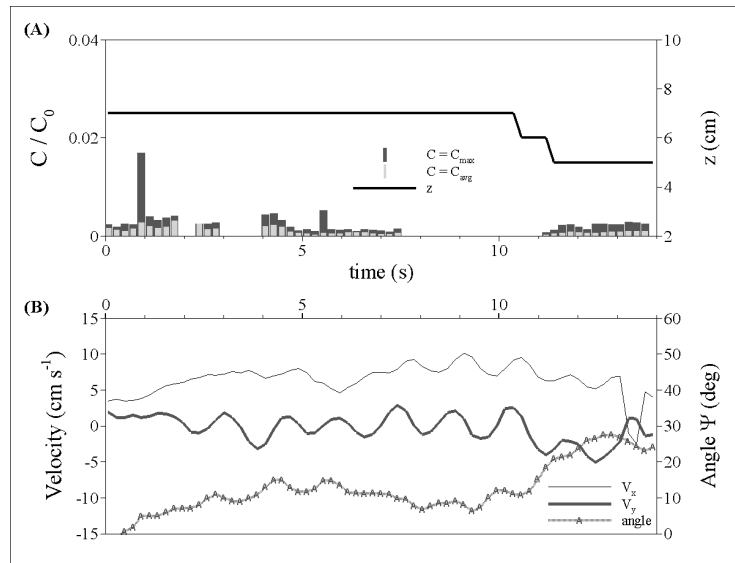 (A)
0.04
0.02
0
C / C0
10
8
6
4
2
z (cm)
C = Cmax
C = Cavg
z
0 5 10
time (s)
(B)
0 5 10
15
10
5
0
-5
-10
-15
Velocity (cm s-1)
60
50
40
30
20
10
0
Angle Ψ (deg)
Vx
Vy
angle